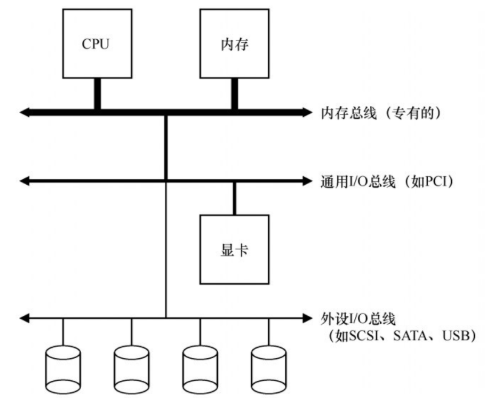 CPU
内存
内存总线（专有的）
通用I/O总线（如PCI）
显卡
外设I/O总线
（如SCSI、SATA、USB）